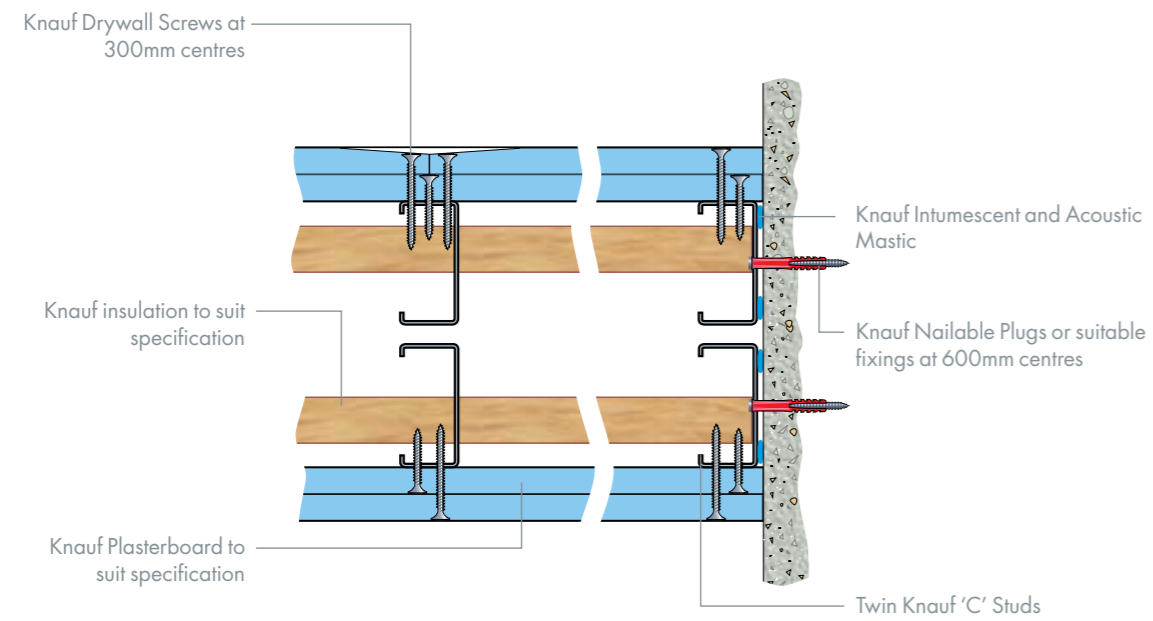 Knauf Drywall Screws at
300mm centres
Knauf Intumescent and Acoustic
Mastic
Knauf insulation to suit
specification
Knauf Nailable Plugs or suitable
fixings at 600mm centres
Knauf Plasterboard to
suit specification
Twin Knauf ‘C’ Studs